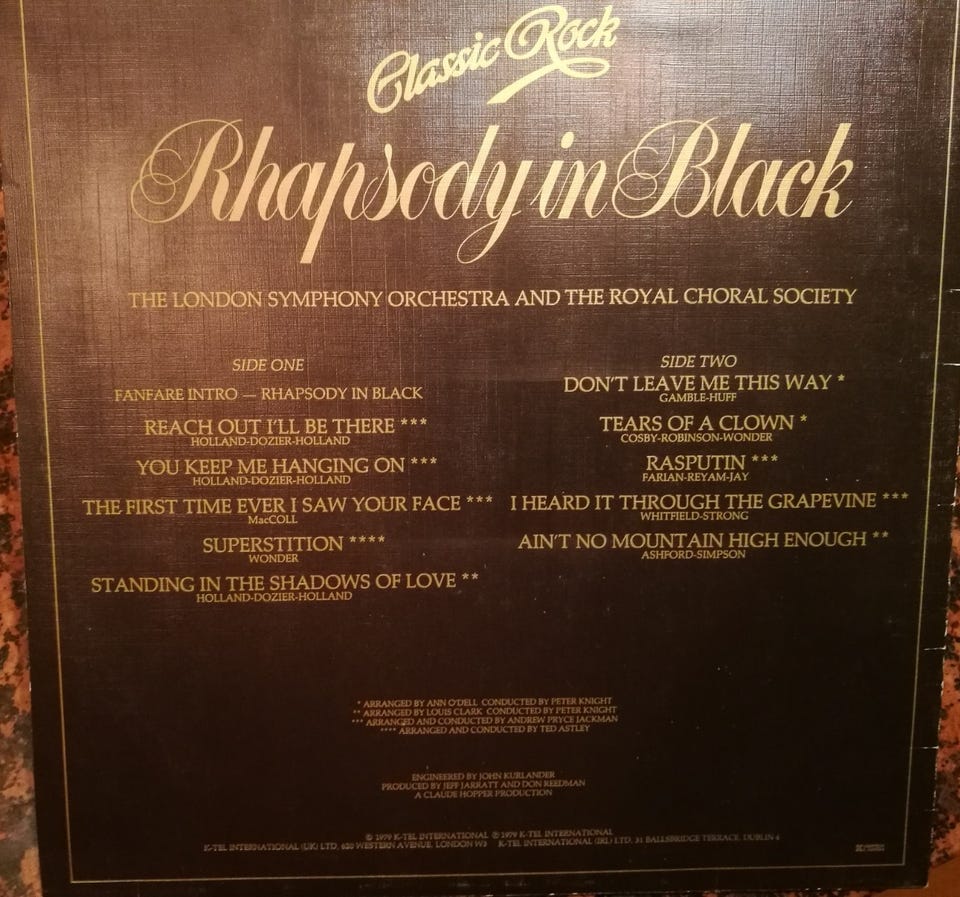 Classic Rock
Rhapsody in Black
THE LONDON SYMPHONY ORCHESTRA AND THE ROYAL CHORAL SOCIETY
SIDE ONE
FANFARE INTRO — RHAPSODY IN BLACK
REACH OUT I'LL BE THERE ***
HOLLAND-DOZIER-HOLLAND
YOU KEEP ME HANGING ON ***
HOLLAND-DOZIER-HOLLAND
THE FIRST TIME EVER I SAW YOUR FACE ***
MacCOLL
SUPERSTITION ****
WONDER
STANDING IN THE SHADOWS OF LOVE **
HOLLAND-DOZIER-HOLLAND
SIDE TWO
DON'T LEAVE ME THIS WAY *
GAMBLE-HUFF
TEARS OF A CLOWN *
COSBY-ROBINSON-WONDER
RASPUTIN ***
FARIAN-REYAM-JAY
I HEARD IT THROUGH THE GRAPEVINE ***
WHITFIELD-STRONG
AIN'T NO MOUNTAIN HIGH ENOUGH **
ASHFORD-SIMPSON
* ARRANGED BY ANN O'DELL CONDUCTED BY PETER KNIGHT
** ARRANGED BY LOUIS CLARK CONDUCTED BY PETER KNIGHT
*** ARRANGED AND CONDUCTED BY ANDREW PRYCE JACKMAN
**** ARRANGED AND CONDUCTED BY TED ASTLEY
ENGINEERED BY JOHN KURLANDER
PRODUCED BY JEFF JARRATT AND DON REEDMAN
A CLAUDE HOPPER PRODUCTION
© 1979 K-TEL INTERNATIONAL ℗ 1979 K-TEL INTERNATIONAL
K-TEL INTERNATIONAL (UK) LTD, 620 WESTERN AVENUE, LONDON W3 K-TEL INTERNATIONAL (IRL) LTD, 31 BALLSBRIDGE TERRACE, DUBLIN 4